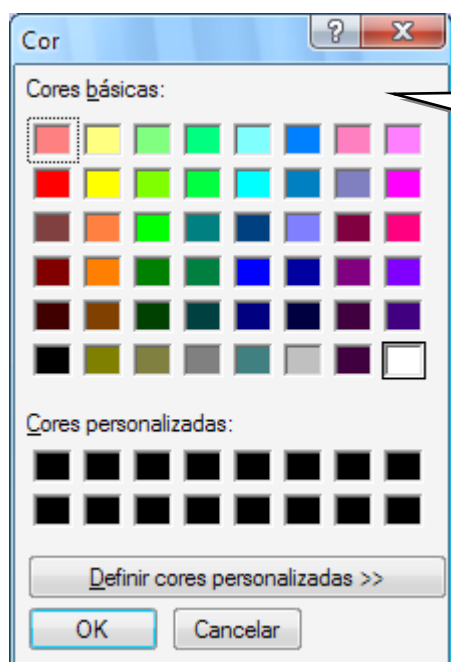 Cor
?
X
Cores básicas:
Cores personalizadas:
Definir cores personalizadas >>
OK
Cancelar